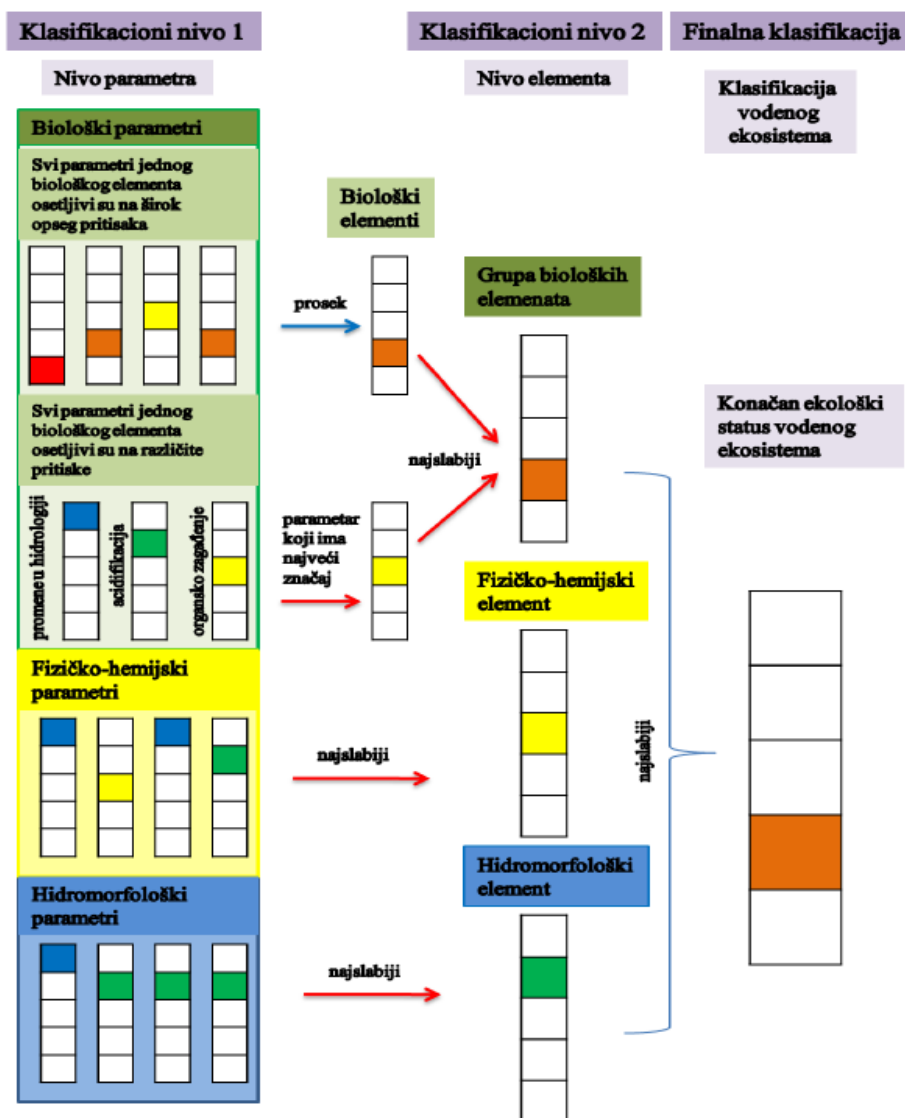 Klasifikacioni nivo 1
Klasifikacioni nivo 2
Finalna klasifikacija
Nivo parametra
Nivo elementa
Klasifikacija
vodenog
ekosistema
Biološki parametri
Svi parametri jednog
biološkog elementa
osetljivi su na širok
opseg pritisaka
Biološki
elementi
prosek
Grupa bioloških
elemenata
Svi parametri jednog
biološkog elementa
osetljivi su na različite
pritiske
najslabiji
Konačan ekološki
status vodenog
ekosistema
promene u hidrologiji
acidifikacija
organsko zagađenje
parametar
koji ima
najveći
značaj
Fizičko-hemijski
element
Fizičko-hemijski
parametri
najslabiji
najslabiji
Hidromorfološki
element
Hidromorfološki
parametri
najslabiji